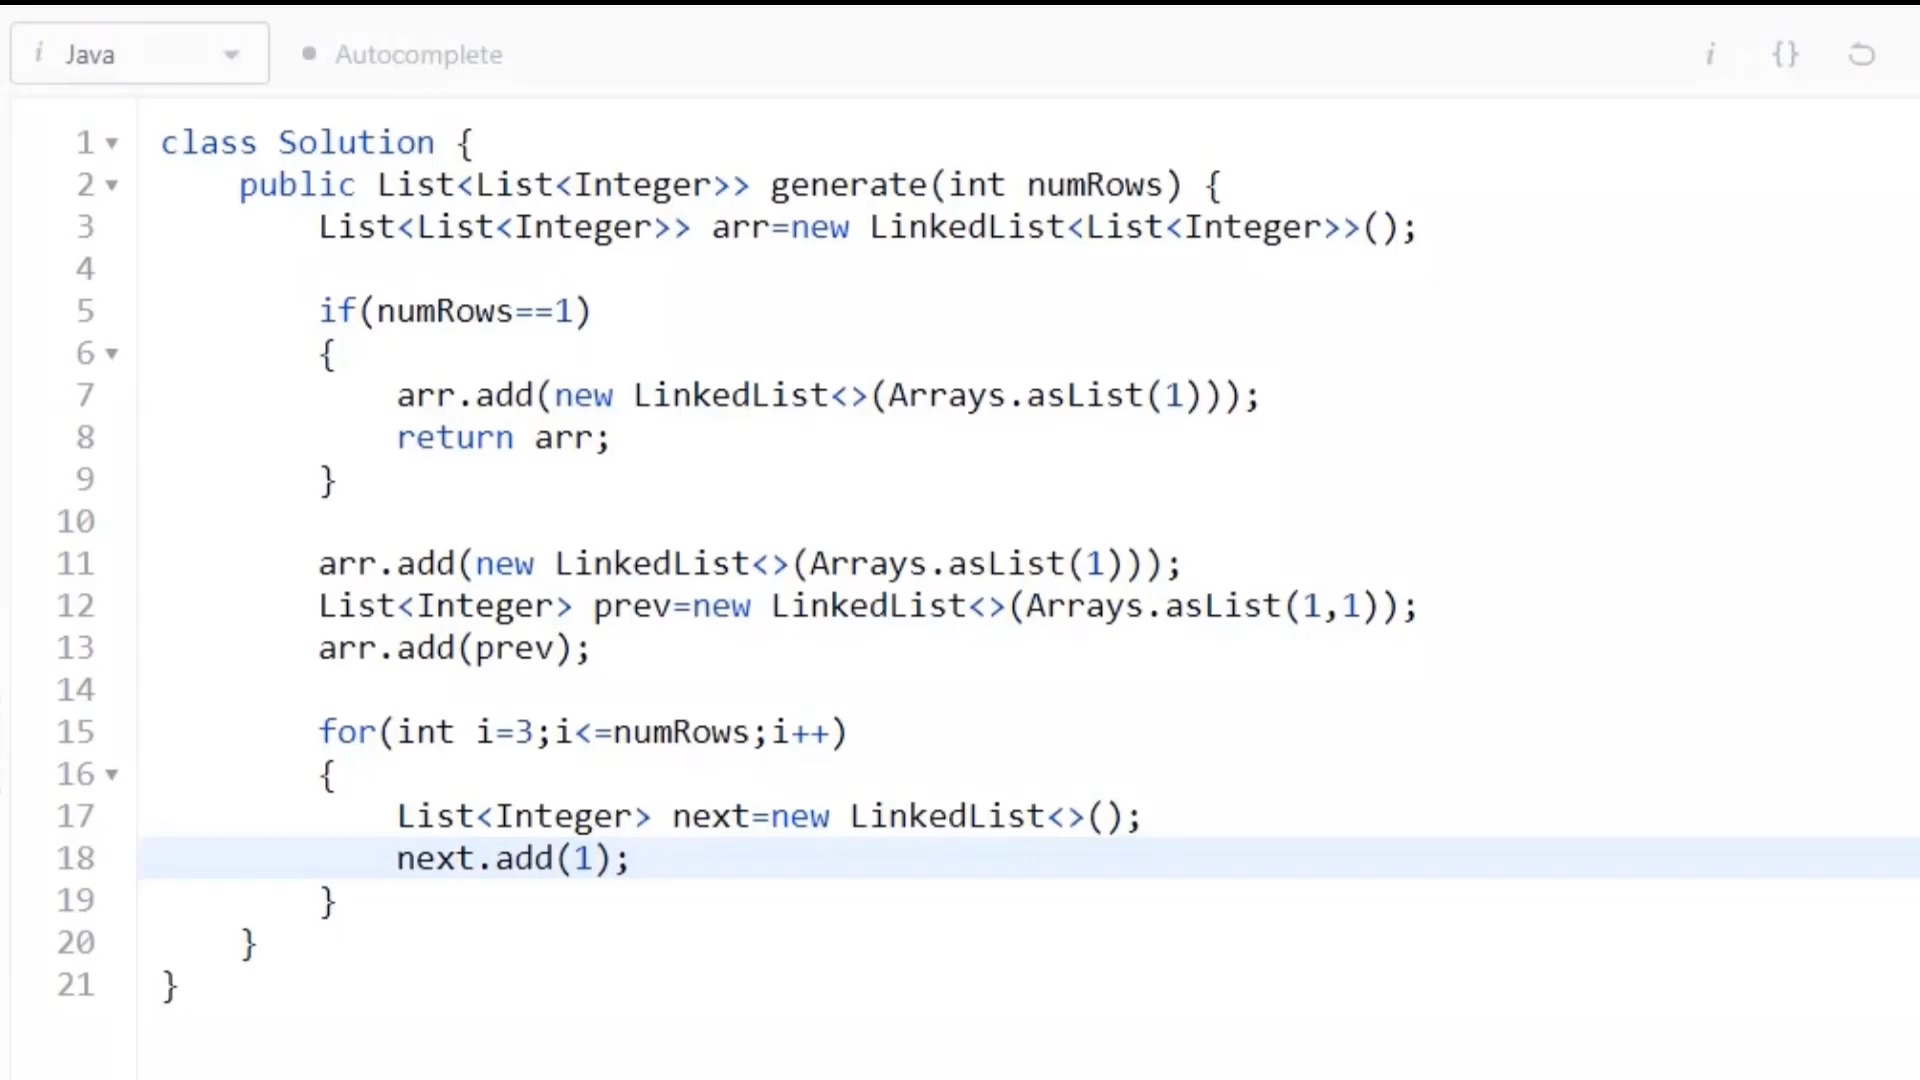 i Java
Autocomplete
i {}
1 class Solution {
2 public List<List<Integer>> generate(int numRows) {
3 List<List<Integer>> arr=new LinkedList<List<Integer>>();
4
5 if(numRows==1)
6 {
7 arr.add(new LinkedList<>(Arrays.asList(1)));
8 return arr;
9 }
10
11 arr.add(new LinkedList<>(Arrays.asList(1)));
12 List<Integer> prev=new LinkedList<>(Arrays.asList(1,1));
13 arr.add(prev);
14
15 for(int i=3;i<=numRows;i++)
16 {
17 List<Integer> next=new LinkedList<>();
18 next.add(1);
19 }
20 }
21 }